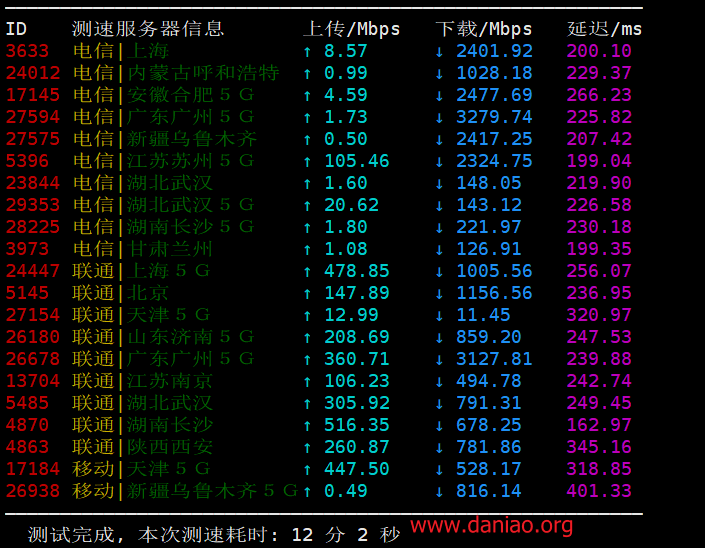 ID 测速服务器信息 上传/Mbps 下载/Mbps 延迟/ms
3633 电信|上海 ↑ 8.57 ↓ 2401.92 200.10
24012 电信|内蒙古呼和浩特 ↑ 0.99 ↓ 1028.18 229.37
17145 电信|安徽合肥５Ｇ ↑ 4.59 ↓ 2477.69 266.23
27594 电信|广东广州５Ｇ ↑ 1.73 ↓ 3279.74 225.82
27575 电信|新疆乌鲁木齐 ↑ 0.50 ↓ 2417.25 207.42
5396 电信|江苏苏州５Ｇ ↑ 105.46 ↓ 2324.75 199.04
23844 电信|湖北武汉 ↑ 1.60 ↓ 148.05 219.90
29353 电信|湖北武汉５Ｇ ↑ 20.62 ↓ 143.12 226.58
28225 电信|湖南长沙５Ｇ ↑ 1.80 ↓ 221.97 230.18
3973 电信|甘肃兰州 ↑ 1.08 ↓ 126.91 199.35
24447 联通|上海５Ｇ ↑ 478.85 ↓ 1005.56 256.07
5145 联通|北京 ↑ 147.89 ↓ 1156.56 236.95
27154 联通|天津５Ｇ ↑ 12.99 ↓ 11.45 320.97
26180 联通|山东济南５Ｇ ↑ 208.69 ↓ 859.20 247.53
26678 联通|广东广州５Ｇ ↑ 360.71 ↓ 3127.81 239.88
13704 联通|江苏南京 ↑ 106.23 ↓ 494.78 242.74
5485 联通|湖北武汉 ↑ 305.92 ↓ 791.31 249.45
4870 联通|湖南长沙 ↑ 516.35 ↓ 678.25 162.97
4863 联通|陕西西安 ↑ 260.87 ↓ 781.86 345.16
17184 移动|天津５Ｇ ↑ 447.50 ↓ 528.17 318.85
26938 移动|新疆乌鲁木齐５Ｇ ↑ 0.49 ↓ 816.14 401.33
测试完成, 本次测速耗时: 12 分 2 秒 www.daniao.org